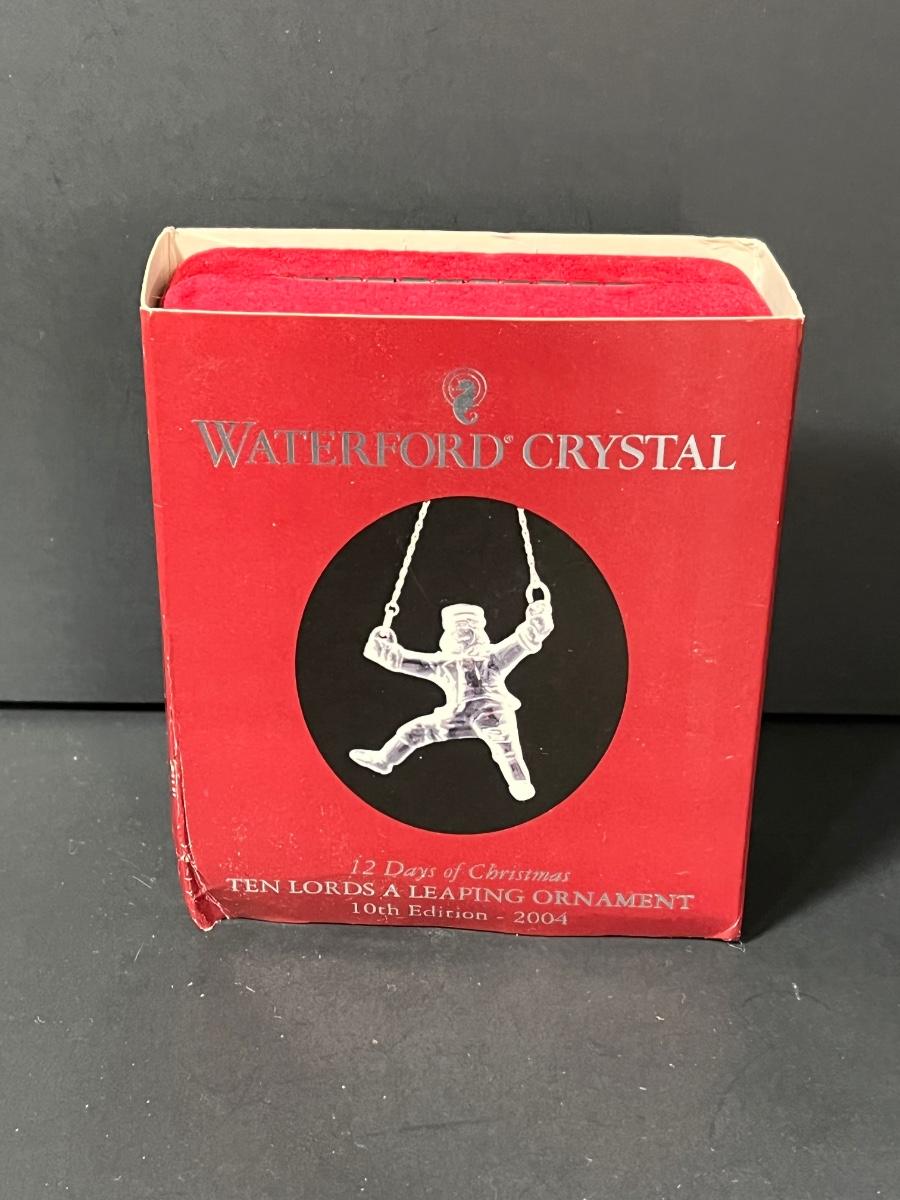 WATERFORD® CRYSTAL
12 Days of Christmas
TEN LORDS A LEAPING ORNAMENT
10th Edition - 2004